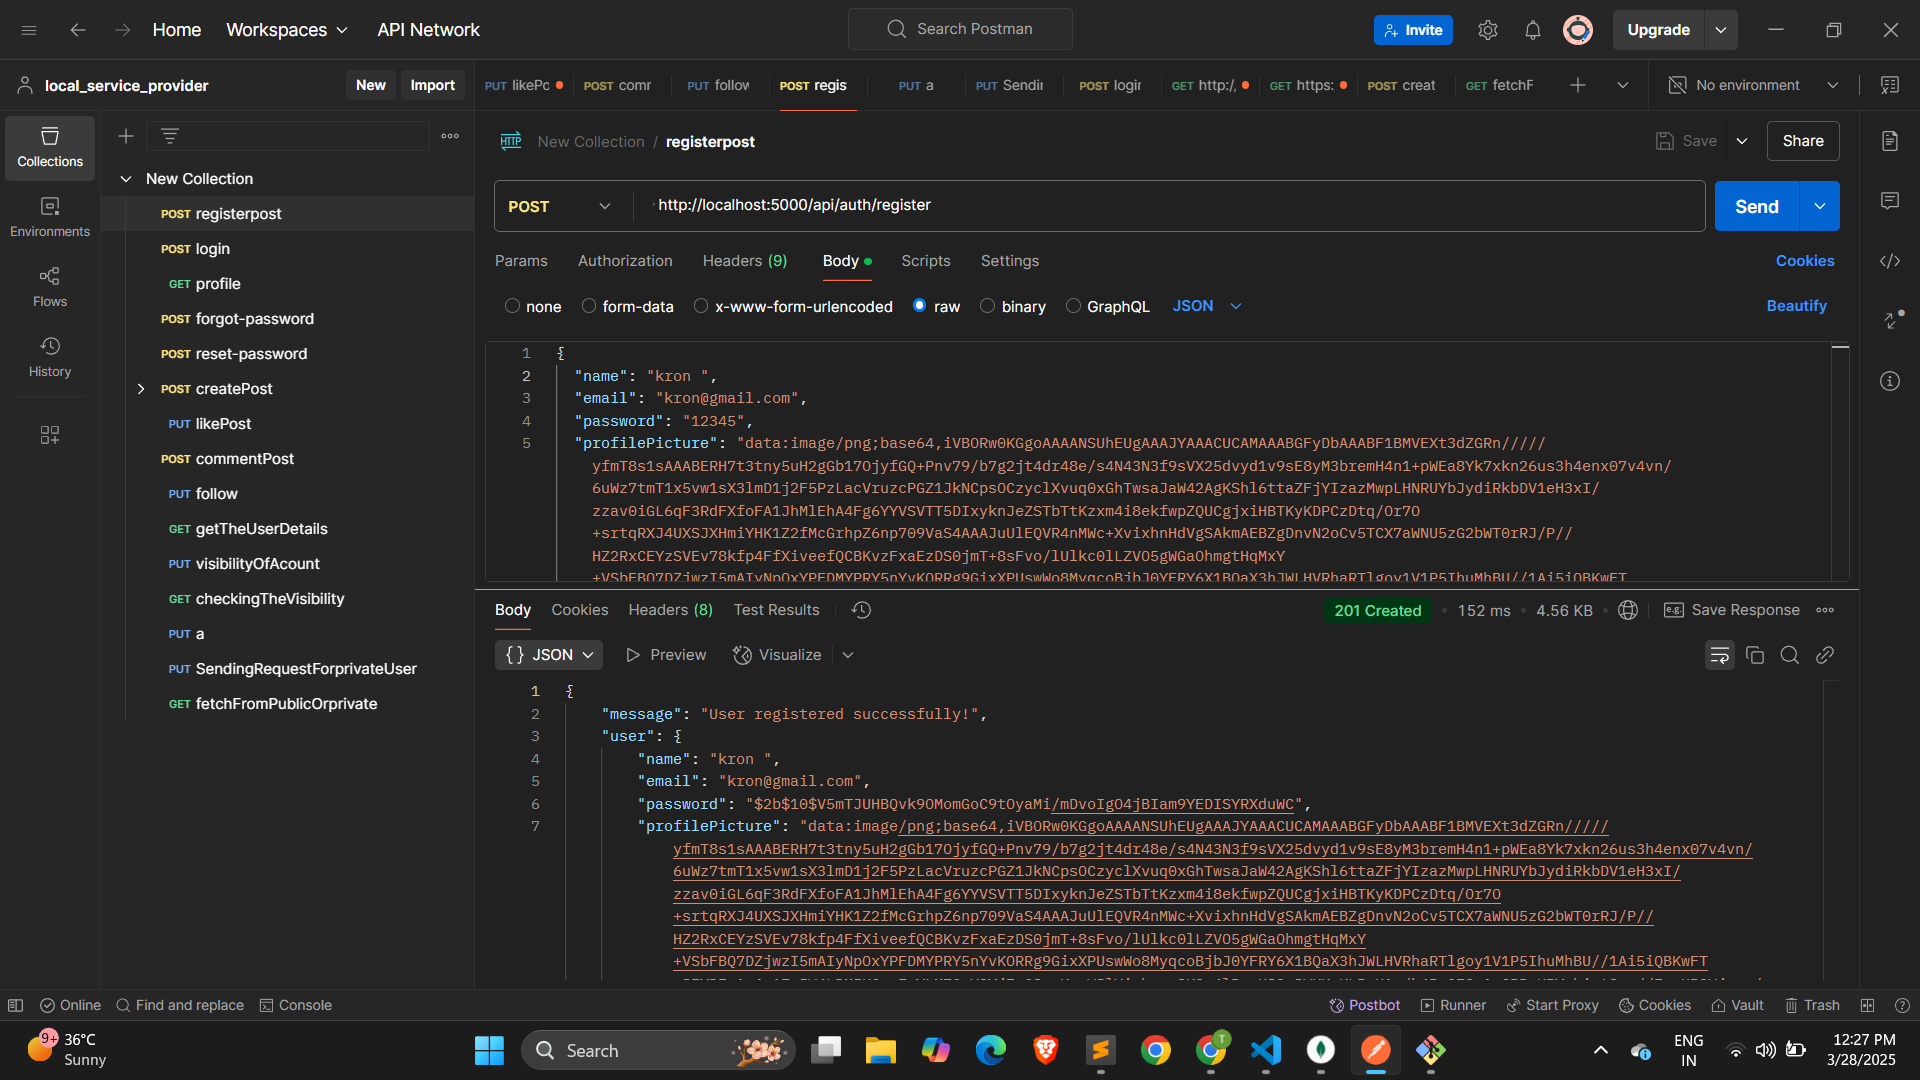 Home
Workspaces
API Network
Search Postman
Invite
Upgrade
local_service_provider
New
Import
PUT likePc
POST comr
PUT follow
POST regis
PUT a
PUT Sendir
POST logir
GET http:/,
GET https:
POST creat
GET fetchF
No environment
Collections
Environments
Flows
History
New Collection
POST registerpost
POST login
GET profile
POST forgot-password
POST reset-password
POST createPost
PUT likePost
POST commentPost
PUT follow
GET getTheUserDetails
PUT visibilityOfAcount
GET checkingTheVisibility
PUT a
PUT SendingRequestForprivateUser
GET fetchFromPublicOrprivate
HTTP New Collection / registerpost
Save
Share
POST
http://localhost:5000/api/auth/register
Send
Params
Authorization
Headers (9)
Body
Scripts
Settings
Cookies
none
form-data
x-www-form-urlencoded
raw
binary
GraphQL
JSON
Beautify
1 {
2 "name": "kron ",
3 "email": "kron@gmail.com",
4 "password": "12345",
5 "profilePicture": "data:image/png;base64,iVBORw0KGgoAAAANSUhEUgAAAJYAAACUCAMAAABGFyDbAAABF1BMVEXt3dZGRn/////
yfmT8s1sAAABERH7t3tny5uH2gGb17OjyfGQ+Pnv79/b7g2jt4dr48e/s4N43N3f9sVX25dvyd1v9sE8yM3bremH4n1+pWEa8Yk7xkn26us3h4enx07v4vn/
6uWz7tmT1x5vw1sX3lmD1j2F5PzLacVruzcPGZ1JkNCpsOCzyclXvuq0xGhTwsaJaW42AgKShl6ttaZFjYIzazMwpLHNRUYbJydiRkbDV1eH3xI/
zzav0iGL6qF3RdFXfoFA1JhMlEhA4Fg6YYVSVTT5DIxyknJeZSTbTtKzxm4i8ekfwpZQUCgjxiHBTKyKDPCzDtq/Or7O
+srtqRXJ4UXSJXHmiYHK1Z2fMcGrhpZ6np709VaS4AAAJuUlEQVR4nMWc+XvixhnHdVgSAkmAEBZgDnvN2oCv5TCX7aWNU5zG2bWT0rRJ/P//
HZ2RxCEYzSVEv78kfp4FfXiveefQCBKvzFxaEzDS0jmT+8sFvo/lUlkc0lLZVO5gWGaOhmgtHqMxY
+VSbFBQ7DZjwzI5mAIyNpOxYPFDMYPRY5nYvKORRg9GixXPUswWo8MyqcoBjbJ0YFRY6X1BQaX3hJWLHVRhaRTlgoy1V1P5IhuMhBU//1Ai5iQBKwFT
Body
Cookies
Headers (8)
Test Results
201 Created
152 ms
4.56 KB
e.g. Save Response
{} JSON
Preview
Visualize
1 {
2 "message": "User registered successfully!",
3 "user": {
4 "name": "kron ",
5 "email": "kron@gmail.com",
6 "password": "$2b$10$V5mTJUHBQvk9OMomGoC9tOyaMi/mDvoIgO4jBIam9YEDISYRXduWC",
7 "profilePicture": "data:image/png;base64,iVBORw0KGgoAAAANSUhEUgAAAJYAAACUCAMAAABGFyDbAAABF1BMVEXt3dZGRn/////
yfmT8s1sAAABERH7t3tny5uH2gGb17OjyfGQ+Pnv79/b7g2jt4dr48e/s4N43N3f9sVX25dvyd1v9sE8yM3bremH4n1+pWEa8Yk7xkn26us3h4enx07v4vn/
6uWz7tmT1x5vw1sX3lmD1j2F5PzLacVruzcPGZ1JkNCpsOCzyclXvuq0xGhTwsaJaW42AgKShl6ttaZFjYIzazMwpLHNRUYbJydiRkbDV1eH3xI/
zzav0iGL6qF3RdFXfoFA1JhMlEhA4Fg6YYVSVTT5DIxyknJeZSTbTtKzxm4i8ekfwpZQUCgjxiHBTKyKDPCzDtq/Or7O
+srtqRXJ4UXSJXHmiYHK1Z2fMcGrhpZ6np709VaS4AAAJuUlEQVR4nMWc+XvixhnHdVgSAkmAEBZgDnvN2oCv5TCX7aWNU5zG2bWT0rRJ/P//
HZ2RxCEYzSVEv78kfp4FfXiveefQCBKvzFxaEzDS0jmT+8sFvo/lUlkc0lLZVO5gWGaOhmgtHqMxY
+VSbFBQ7DZjwzI5mAIyNpOxYPFDMYPRY5nYvKORRg9GixXPUswWo8MyqcoBjbJ0YFRY6X1BQaX3hJWLHVRhaRTlgoy1V1P5IhuMhBU//1Ai5iQBKwFT
Online
Find and replace
Console
Postbot
Runner
Start Proxy
Cookies
Vault
Trash
9+
36°C
Sunny
Search
T
ENG
IN
12:27 PM
3/28/2025